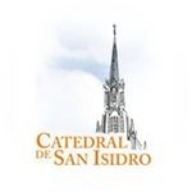 CATEDRAL
DE SAN ISIDRO